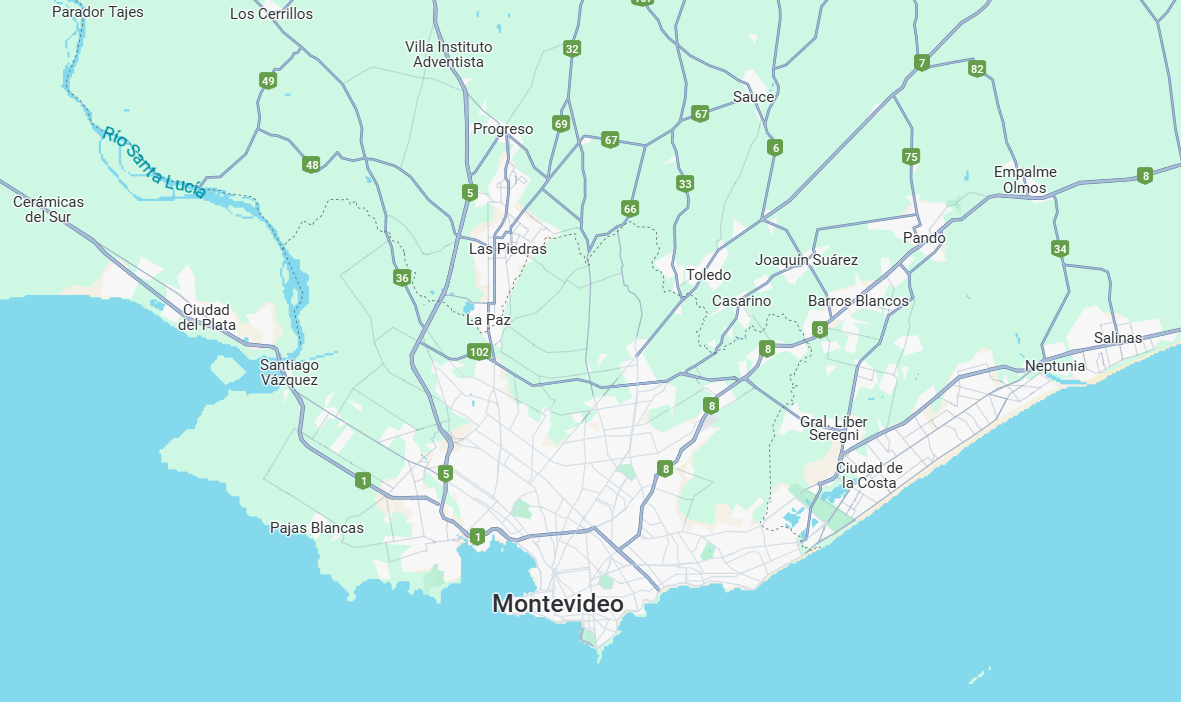 Parador Tajes
Los Cerrillos
107
Villa Instituto
Adventista
32
7
82
49
Sauce
67
69
Progreso
67
6
75
Río Santa Lucía
48
Empalme
Olmos
8
5
33
Cerámicas
del Sur
66
Las Piedras
Pando
34
Joaquín Suárez
Toledo
36
Casarino
Barros Blancos
Ciudad
del Plata
La Paz
8
Salinas
102
8
Santiago
Vázquez
Neptunia
8
Gral. Líber
Seregni
8
5
Ciudad de
la Costa
1
Pajas Blancas
1
Montevideo